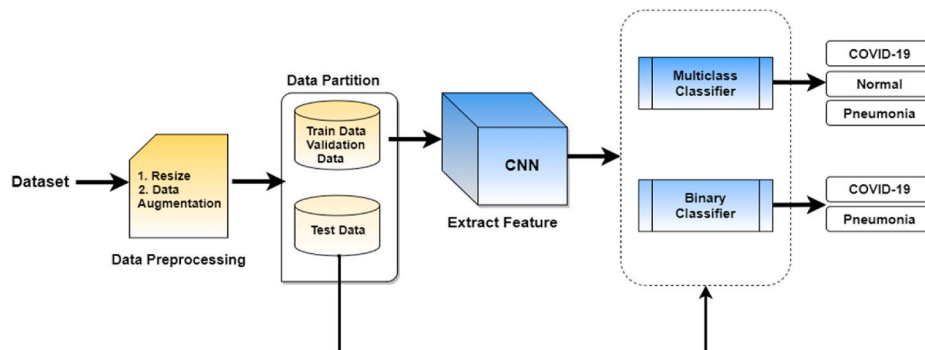 Dataset
1. Resize
2. Data
Augmentation
Data Preprocessing
Data Partition
Train Data
Validation
Data
Test Data
CNN
Extract Feature
Multiclass
Classifier
COVID-19
Normal
Pneumonia
Binary
Classifier
COVID-19
Pneumonia